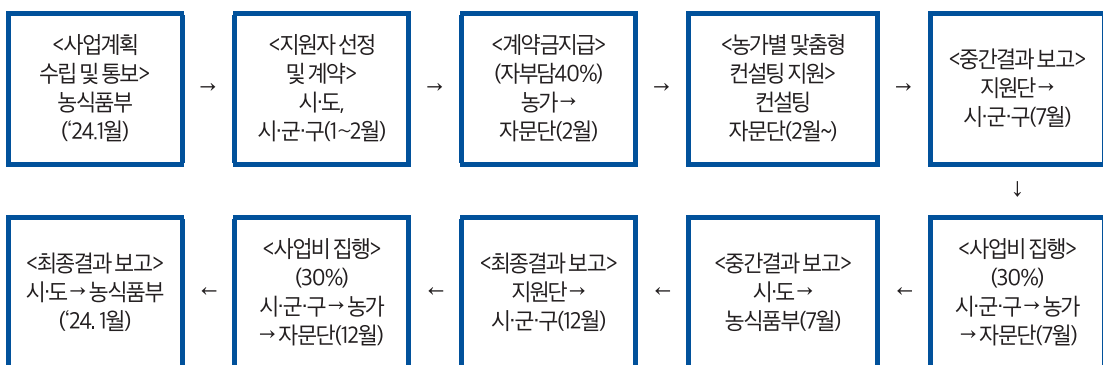 <사업계획
수립 및 통보>
농식품부
(‘24.1월)
→
<지원자 선정
및 계약>
시·도,
시·군·구(1~2월)
→
<계약금지급>
(자부담40%)
농가→
자문단(2월)
→
<농가별 맞춤형
컨설팅 지원>
컨설팅
자문단(2월~)
→
<중간결과 보고>
지원단→
시·군·구(7월)
↓
<사업비 집행>
(30%)
시·군·구→농가
→자문단(7월)
←
<중간결과 보고>
시·도→
농식품부(7월)
←
<최종결과 보고>
지원단→
시·군·구(12월)
←
<사업비 집행>
(30%)
시·군·구→농가
→자문단(12월)
←
<최종결과 보고>
시·도→농식품부
(‘24. 1월)